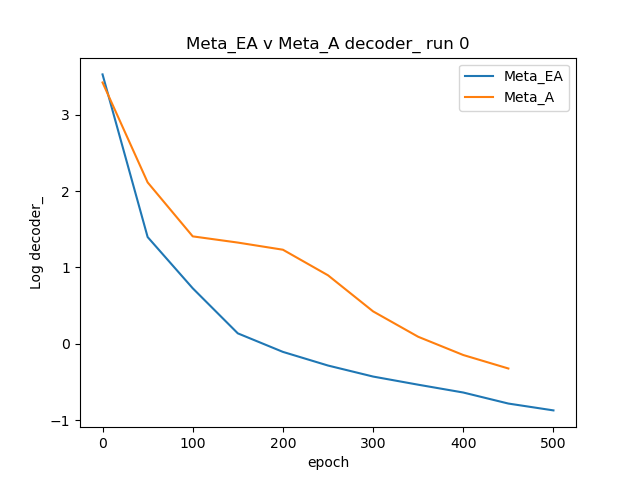 Meta_EA v Meta_A decoder_ run 0
Meta_EA
Meta_A
Log decoder_
3
2
1
0
−1
0 100 200 300 400 500
epoch